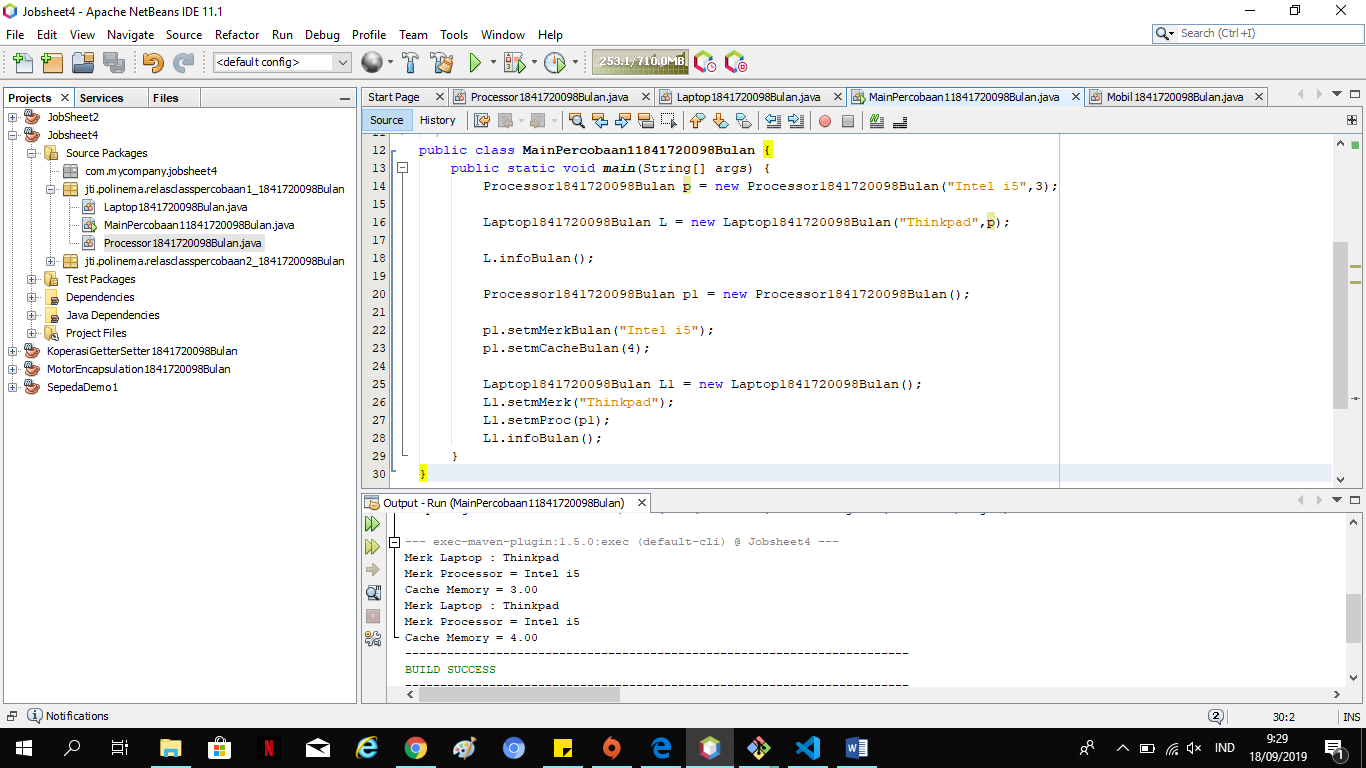 Jobsheet4 - Apache NetBeans IDE 11.1
File Edit View Navigate Source Refactor Run Debug Profile Team Tools Window Help
Search (Ctrl+I)
<default config>
253.1/710.0MB
Projects Services Files
JobSheet2
Jobsheet4
Source Packages
com.mycompany.jobsheet4
jti.polinema.relasclasspercobaan1_1841720098Bulan
Laptop1841720098Bulan.java
MainPercobaan11841720098Bulan.java
Processor1841720098Bulan.java
jti.polinema.relasclasspercobaan2_1841720098Bulan
Test Packages
Dependencies
Java Dependencies
Project Files
KoperasiGetterSetter1841720098Bulan
MotorEncapsulation1841720098Bulan
SepedaDemo1
Start Page Processor1841720098Bulan.java Laptop1841720098Bulan.java MainPercobaan11841720098Bulan.java Mobil1841720098Bulan.java
Source History
12 public class MainPercobaan11841720098Bulan {
13 public static void main(String[] args) {
14 Processor1841720098Bulan p = new Processor1841720098Bulan("Intel i5",3);
15
16 Laptop1841720098Bulan L = new Laptop1841720098Bulan("Thinkpad",p);
17
18 L.infoBulan();
19
20 Processor1841720098Bulan p1 = new Processor1841720098Bulan();
21
22 p1.setmMerkBulan("Intel i5");
23 p1.setmCacheBulan(4);
24
25 Laptop1841720098Bulan L1 = new Laptop1841720098Bulan();
26 L1.setmMerk("Thinkpad");
27 L1.setmProc(p1);
28 L1.infoBulan();
29 }
30 }
Output - Run (MainPercobaan11841720098Bulan)
--- exec-maven-plugin:1.5.0:exec (default-cli) @ Jobsheet4 ---
Merk Laptop : Thinkpad
Merk Processor = Intel i5
Cache Memory = 3.00
Merk Laptop : Thinkpad
Merk Processor = Intel i5
Cache Memory = 4.00
------------------------------------------------------------------------
BUILD SUCCESS
------------------------------------------------------------------------
Notifications
2
30:2
INS
IND
9:29
18/09/2019
1